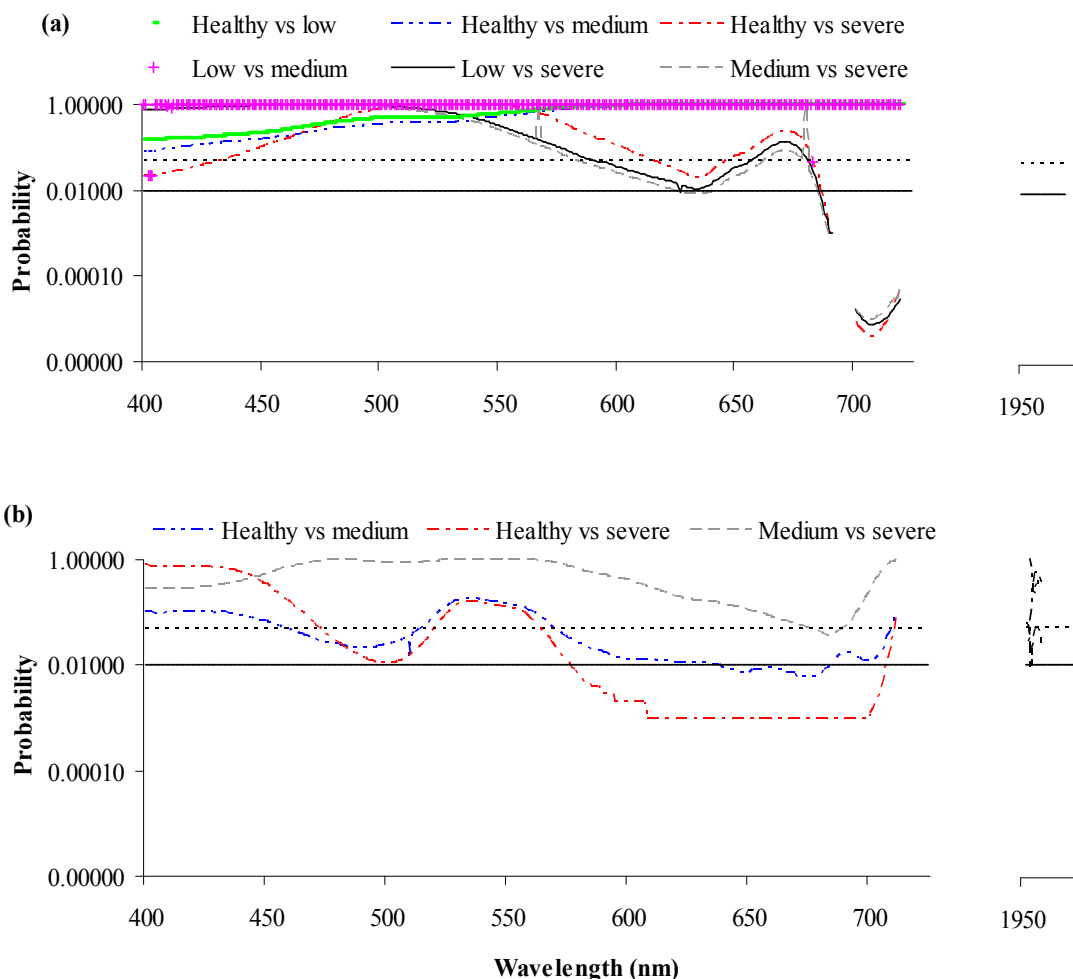 (a)
Healthy vs low Healthy vs medium Healthy vs severe
Low vs medium Low vs severe Medium vs severe
1.00000
0.01000
0.00010
0.00000
Probability
400 450 500 550 600 650 700 1950
(b)
Healthy vs medium Healthy vs severe Medium vs severe
1.00000
0.01000
0.00010
0.00000
Probability
400 450 500 550 600 650 700 1950
Wavelength (nm)